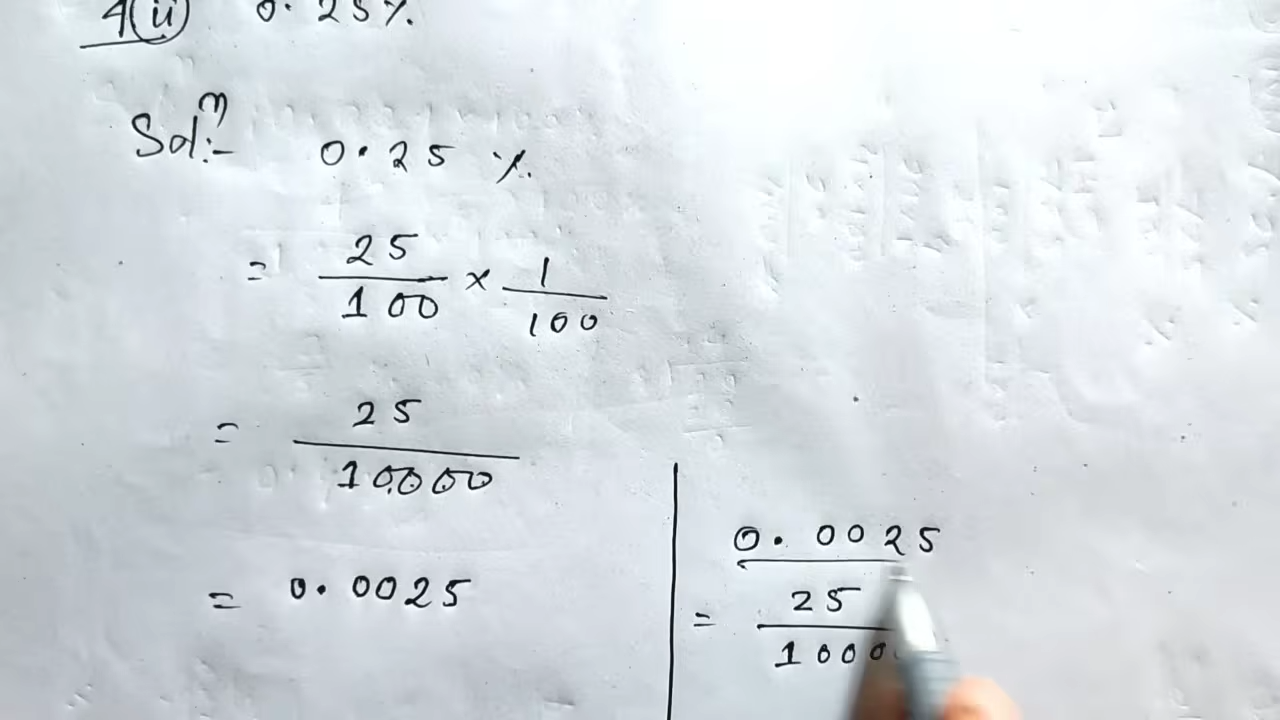 4(ii) 0.25%
Solⁿ:- 0.25 %
= 25/100 × 1/100
= 25/10000
= 0.0025
0.0025
= 25/1000